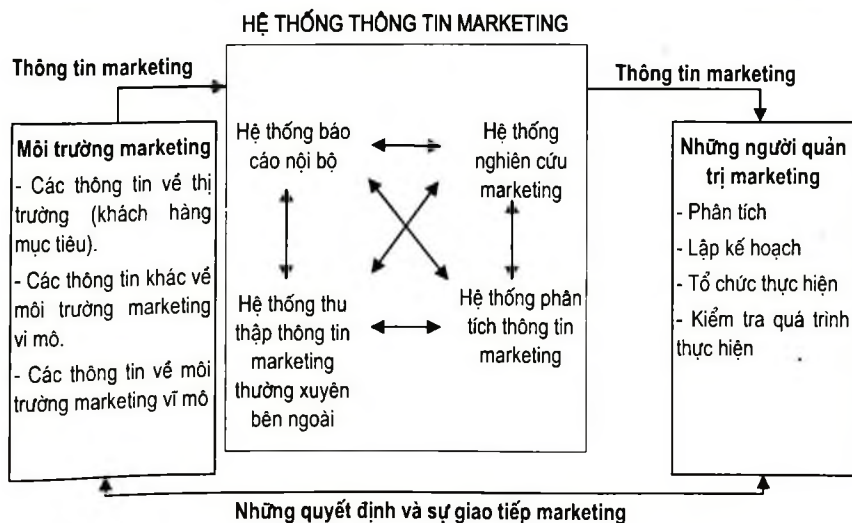 HỆ THỐNG THÔNG TIN MARKETING
Thông tin marketing
Thông tin marketing
Môi trường marketing
- Các thông tin về thị
trường (khách hàng
mục tiêu).
- Các thông tin khác về
môi trường marketing
vi mô.
- Các thông tin về môi
trường marketing vĩ mô
Hệ thống báo
cáo nội bộ
Hệ thống
nghiên cứu
marketing
Hệ thống thu
thập thông tin
marketing
thường xuyên
bên ngoài
Hệ thống phân
tích thông tin
marketing
Những người quản
trị marketing
- Phân tích
- Lập kế hoạch
- Tổ chức thực hiện
- Kiểm tra quá trình
thực hiện
Những quyết định và sự giao tiếp marketing